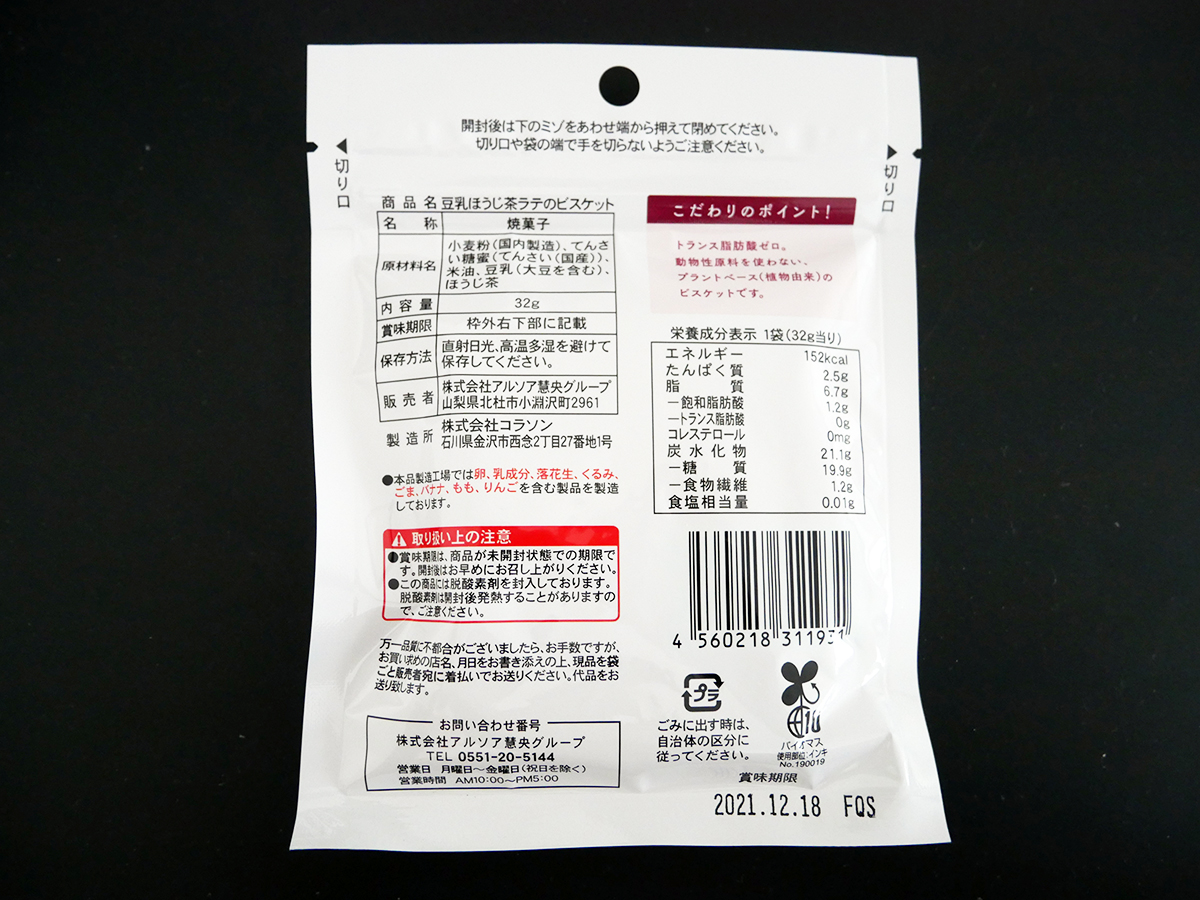 開封後は下のミゾをあわせ端から押えて閉めてください。
切り口や袋の端で手を切らないようご注意ください。
切り口
切り口
商品名 豆乳ほうじ茶ラテのビスケット
名称 焼菓子
原材料名 小麦粉(国内製造)、てんさ
い糖蜜(てんさい(国産))、
米油、豆乳(大豆を含む)、
ほうじ茶
内容量 32g
賞味期限 枠外右下部に記載
保存方法 直射日光、高温多湿を避けて
保存してください。
販売者 株式会社アルソア慧央グループ
山梨県北杜市小淵沢町2961
製造所 株式会社コラソン
石川県金沢市西念2丁目27番地1号
●本品製造工場では卵、乳成分、落花生、くるみ、
ごま、バナナ、もも、りんごを含む製品を製造
しております。
取り扱い上の注意
●賞味期限は、商品が未開封状態での期限で
す。開封後はお早めにお召し上がりください。
●この商品には脱酸素剤を封入しております。
脱酸素剤は開封後発熱することがありますの
で、ご注意ください。
万一品質に不都合がございましたら、お手数ですが、
お買い求めの店名、月日をお書き添えの上、現品を袋
ごと販売者宛に着払いでお送りください。代品をお
送り致します。
お問い合わせ番号
株式会社アルソア慧央グループ
TEL 0551-20-5144
営業日 月曜日〜金曜日(祝日を除く)
営業時間 AM10:00〜PM5:00
こだわりのポイント!
トランス脂肪酸ゼロ。
動物性原料を使わない、
プラントベース(植物由来)の
ビスケットです。
栄養成分表示 1袋(32g当り)
エネルギー 152kcal
たんぱく質 2.5g
脂質 6.7g
ー飽和脂肪酸 1.2g
ートランス脂肪酸 0g
コレステロール 0mg
炭水化物 21.1g
ー糖質 19.9g
ー食物繊維 1.2g
食塩相当量 0.01g
4 560218 311931
プラ
ごみに出す時は、
自治体の区分に
従ってください。
10
バイオマス
使用部位:インキ
No.190019
賞味期限
2021.12.18 FQS